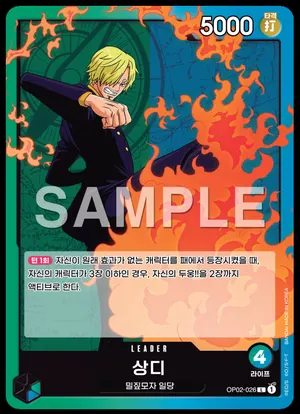 5000
타격
打
SAMPLE
턴 1회 자신이 원래 효과가 없는 캐릭터를 패에서 등장시켰을 때,
자신의 캐릭터가 3장 이하인 경우, 자신의 두웅!!을 2장까지
액티브로 한다.
LEADER
상디
밀짚모자 일당
4
라이프
OP02-026 L
1